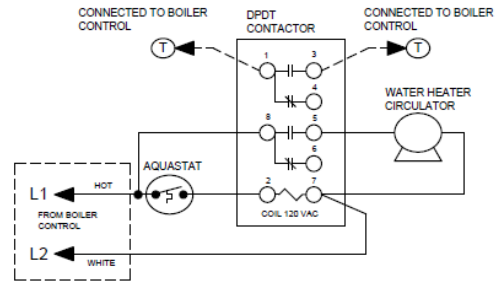 CONNECTED TO BOILER
CONTROL
DPDT
CONTACTOR
CONNECTED TO BOILER
CONTROL
T
1
3
T
4
WATER HEATER
CIRCULATOR
8
5
AQUASTAT
6
L1
HOT
2
7
FROM BOILER
CONTROL
COIL 120 VAC
L2
WHITE